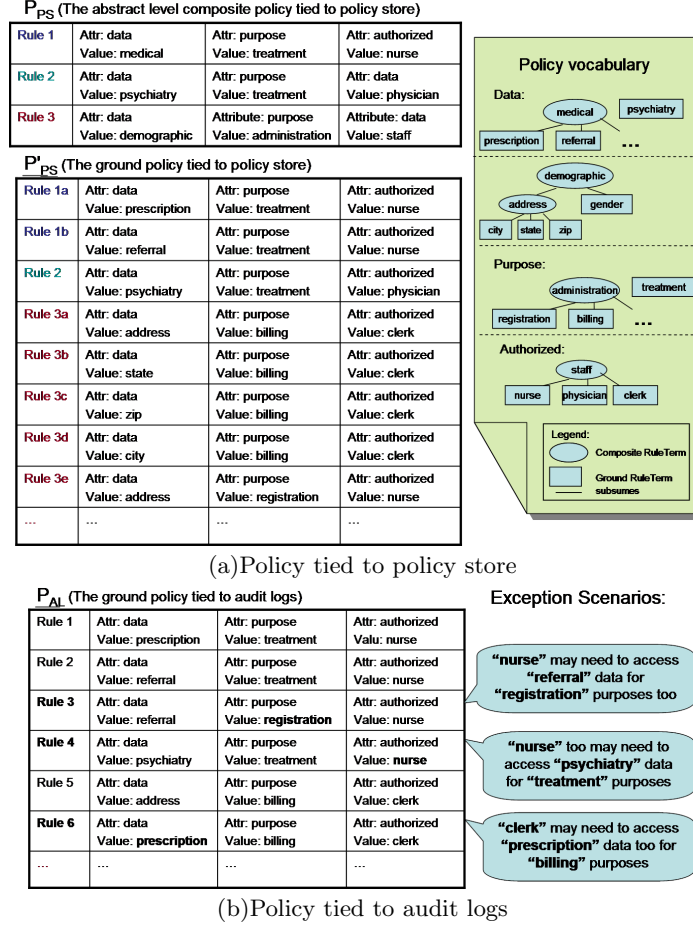 P_PS (The abstract level composite policy tied to policy store)
Rule 1 Attr: data Attr: purpose Attr: authorized
Value: medical Value: treatment Value: nurse
Rule 2 Attr: data Attr: purpose Attr: data
Value: psychiatry Value: treatment Value: physician
Rule 3 Attr: data Attribute: purpose Attribute: data
Value: demographic Value: administration Value: staff
P'_PS (The ground policy tied to policy store)
Rule 1a Attr: data Attr: purpose Attr: authorized
Value: prescription Value: treatment Value: nurse
Rule 1b Attr: data Attr: purpose Attr: authorized
Value: referral Value: treatment Value: nurse
Rule 2 Attr: data Attr: purpose Attr: authorized
Value: psychiatry Value: treatment Value: physician
Rule 3a Attr: data Attr: purpose Attr: authorized
Value: address Value: billing Value: clerk
Rule 3b Attr: data Attr: purpose Attr: authorized
Value: state Value: billing Value: clerk
Rule 3c Attr: data Attr: purpose Attr: authorized
Value: zip Value: billing Value: clerk
Rule 3d Attr: data Attr: purpose Attr: authorized
Value: city Value: billing Value: clerk
Rule 3e Attr: data Attr: purpose Attr: authorized
Value: address Value: registration Value: nurse
... ... ... ...
Policy vocabulary
Data:
medical psychiatry
prescription referral ...
demographic
address gender
city state zip
Purpose:
administration treatment
registration billing ...
Authorized:
staff
nurse physician clerk
Legend:
Composite RuleTerm
Ground RuleTerm
subsumes
(a)Policy tied to policy store
P_AL (The ground policy tied to audit logs)
Rule 1 Attr: data Attr: purpose Attr: authorized
Value: prescription Value: treatment Valu: nurse
Rule 2 Attr: data Attr: purpose Attr: authorized
Value: referral Value: treatment Value: nurse
Rule 3 Attr: data Attr: purpose Attr: authorized
Value: referral Value: registration Value: nurse
Rule 4 Attr: data Attr: purpose Attr: authorized
Value: psychiatry Value: treatment Value: nurse
Rule 5 Attr: data Attr: purpose Attr: authorized
Value: address Value: billing Value: clerk
Rule 6 Attr: data Attr: purpose Attr: authorized
Value: prescription Value: billing Value: clerk
... ... ... ...
Exception Scenarios:
“nurse” may need to access
“referral” data for
“registration” purposes too
“nurse” too may need to
access “psychiatry” data
for “treatment” purposes
“clerk” may need to access
“prescription” data too for
“billing” purposes
(b)Policy tied to audit logs